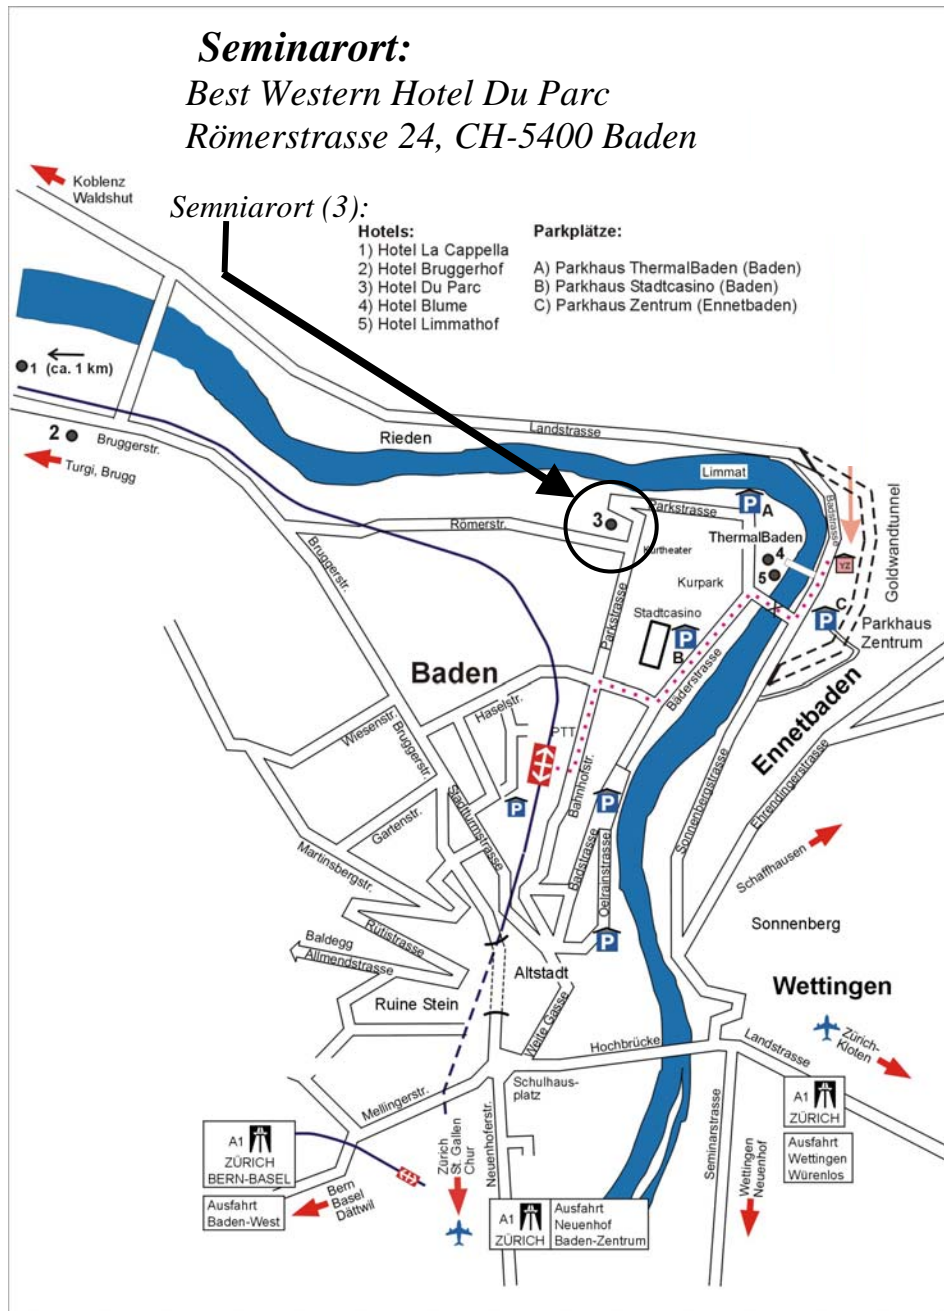 Seminarort:
Best Western Hotel Du Parc
Römerstrasse 24, CH-5400 Baden
Koblenz
Waldshut
Semniarort (3):
Hotels:
1) Hotel La Cappella
2) Hotel Bruggerhof
3) Hotel Du Parc
4) Hotel Blume
5) Hotel Limmathof
Parkplätze:
A) Parkhaus ThermalBaden (Baden)
B) Parkhaus Stadtcasino (Baden)
C) Parkhaus Zentrum (Ennetbaden)
1 (ca. 1 km)
2
Bruggerstr.
Turgi, Brugg
Rieden
Landstrasse
Limmat
Badstrasse
Goldwandtunnel
P
A
Parkstrasse
3
Römerstr.
Kurtheater
ThermalBaden
4
5
YZ
Bruggerstr.
Kurpark
Parkstrasse
Stadtcasino
P
B
C
P
Parkhaus
Zentrum
Bäderstrasse
Baden
Ennetbaden
Haselstr.
Wiesenstr.
Bruggerstr.
PTT
Bahnhofstr.
P
P
Stadtturmstrasse
Gartenstr.
Martinsbergstr.
Badstrasse
Oelrainstrasse
Sonnenbergstrasse
Ehrendingerstrasse
Schaffhausen
Sonnenberg
Rütistrasse
Baldegg
Allmendstrasse
P
Altstadt
Ruine Stein
Weite Gasse
Wettingen
Hochbrücke
Landstrasse
Zürich-
Kloten
Mellingerstr.
Schulhaus-
platz
Neuenhoferstr.
Seminarstrasse
A1
ZÜRICH
Ausfahrt
Wettingen
Würenlos
A1
ZÜRICH
BERN-BASEL
Ausfahrt
Baden-West
Bern
Basel
Dättwil
Zürich
St. Gallen
Chur
Wettingen
Neuenhof
A1
ZÜRICH
Ausfahrt
Neuenhof
Baden-Zentrum